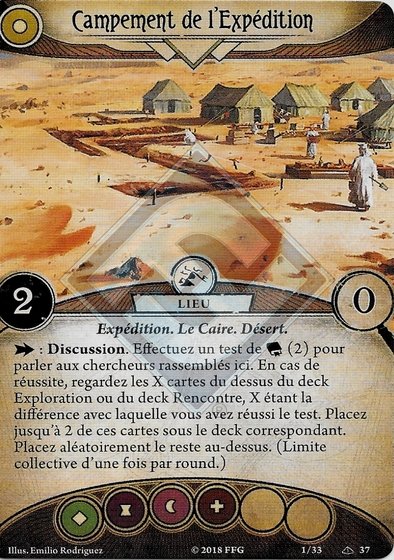 Campement de l'Expédition
2
LIEU
0
Expédition. Le Caire. Désert.
: Discussion. Effectuez un test de (2) pour
parler aux chercheurs rassemblés ici. En cas de
réussite, regardez les X cartes du dessus du deck
Exploration ou du deck Rencontre, X étant la
différence avec laquelle vous avez réussi le test. Placez
jusqu'à 2 de ces cartes sous le deck correspondant.
Placez aléatoirement le reste au-dessus. (Limite
collective d'une fois par round.)
Illus. Emilio Rodriguez © 2018 FFG 1/33 37